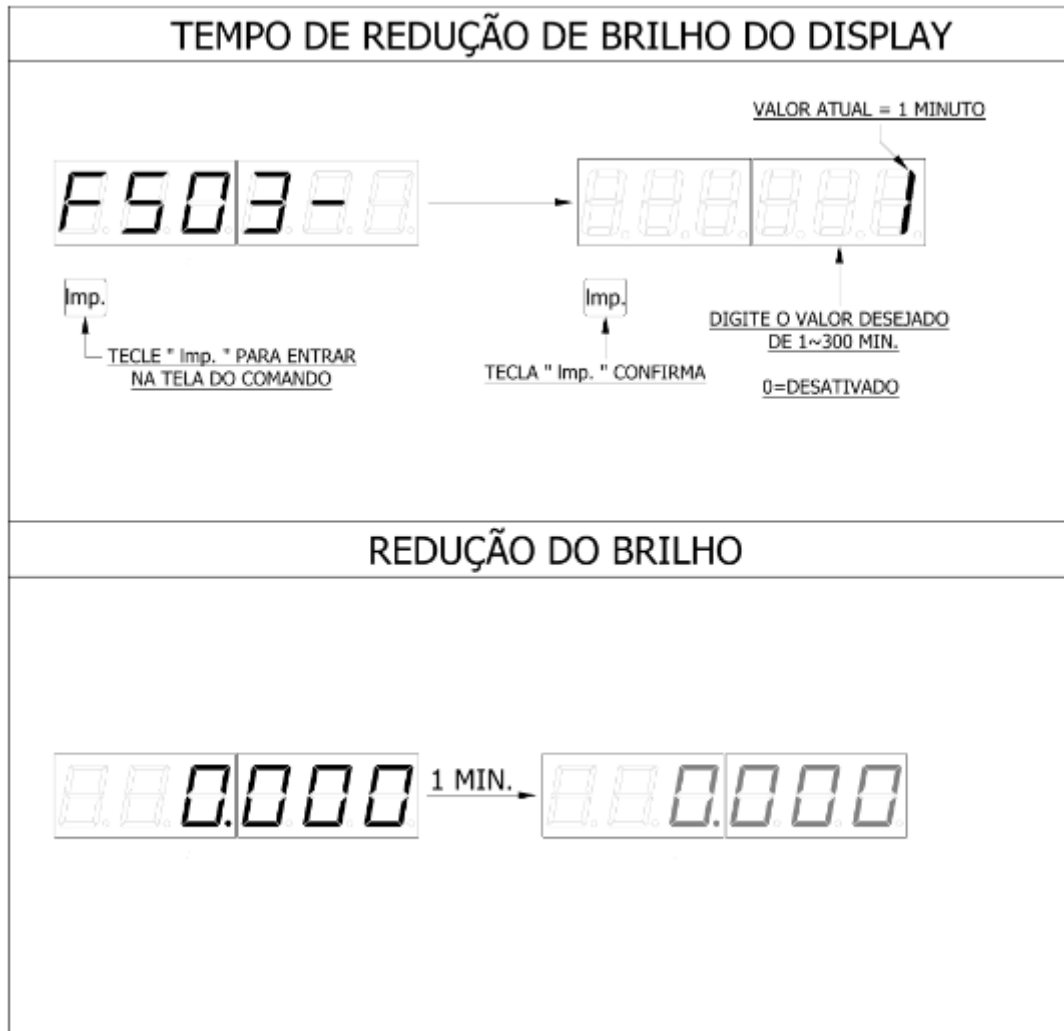 TEMPO DE REDUÇÃO DE BRILHO DO DISPLAY
VALOR ATUAL = 1 MINUTO
FS03-
1
Imp.
Imp.
TECLE " Imp. " PARA ENTRAR
NA TELA DO COMANDO
TECLA " Imp. " CONFIRMA
DIGITE O VALOR DESEJADO
DE 1~300 MIN.
0=DESATIVADO
REDUÇÃO DO BRILHO
0.000
1 MIN.
0.000